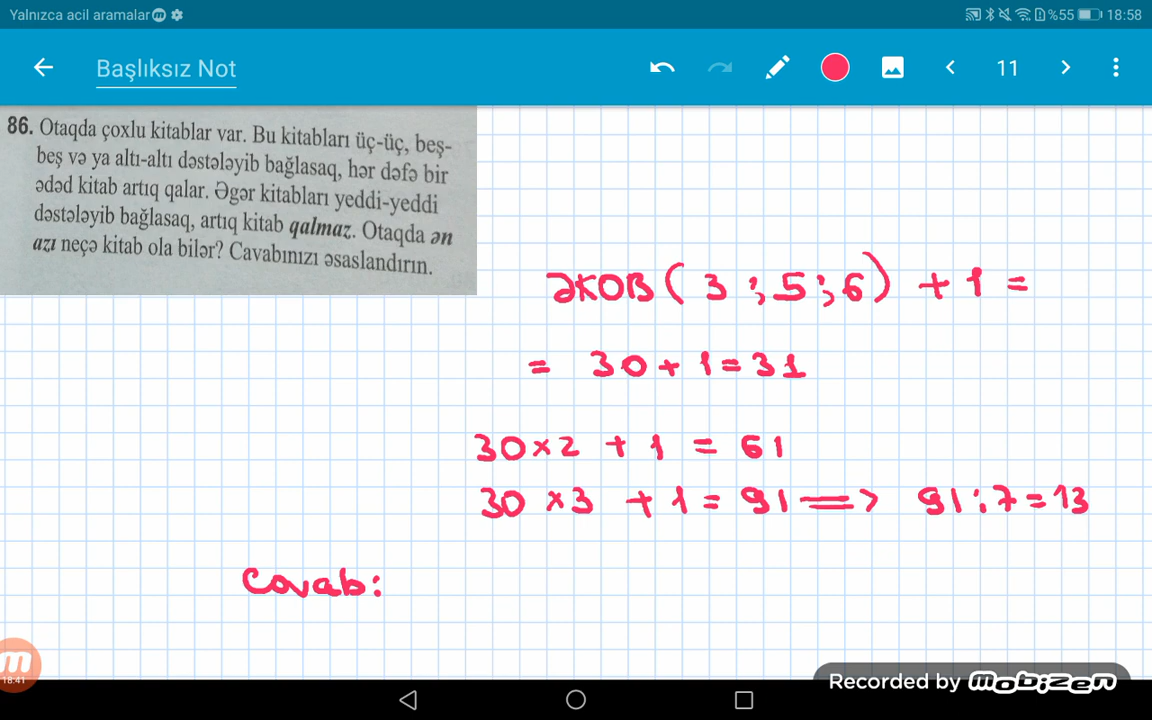 Yalnızca acil aramalar
%55 18:58
Başlıksız Not
11
86. Otaqda çoxlu kitablar var. Bu kitabları üç-üç, beş-
beş və ya altı-altı dəstələyib bağlasaq, hər dəfə bir
ədəd kitab artıq qalar. Əgər kitabları yeddi-yeddi
dəstələyib bağlasaq, artıq kitab qalmaz. Otaqda ən
azı neçə kitab ola bilər? Cavabınızı əsaslandırın.
ƏKOB( 3 ; 5 ; 6 ) + 1 =
= 30 + 1 = 31
30 × 2 + 1 = 61
30 × 3 + 1 = 91 => 91 : 7 = 13
Cavab:
18:41
Recorded by mobizen